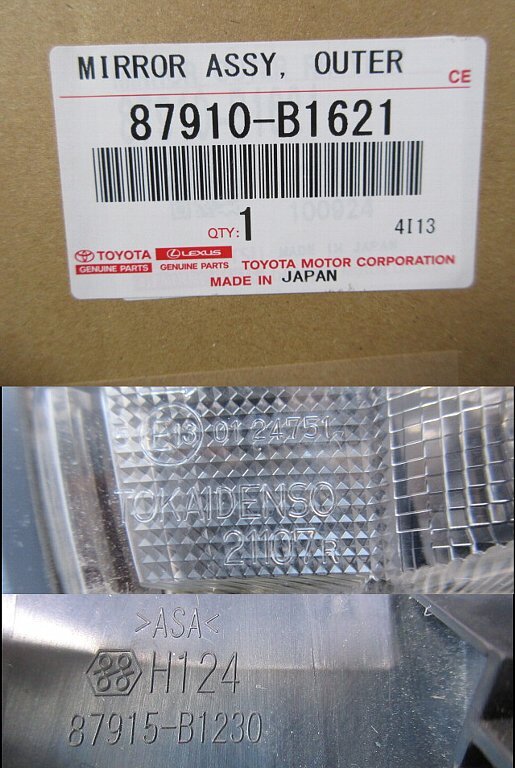 MIRROR ASSY, OUTER
CE
87910-B1621
QTY: 1
4I13
TOYOTA
GENUINE PARTS
LEXUS
GENUINE PARTS
TOYOTA MOTOR CORPORATION
MADE IN JAPAN
E13 01 24751
TOKAIDENSO
21107R
>ASA<
H124
87915-B1230